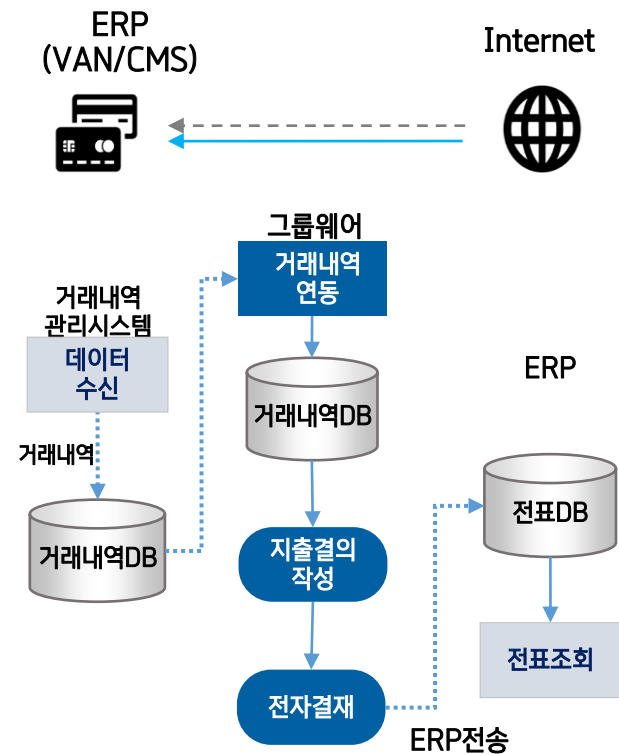 ERP
(VAN/CMS)
Internet
그룹웨어
거래내역
연동
거래내역
관리시스템
데이터
수신
ERP
거래내역DB
거래내역
전표DB
거래내역DB
지출결의
작성
전표조회
전자결재
ERP전송